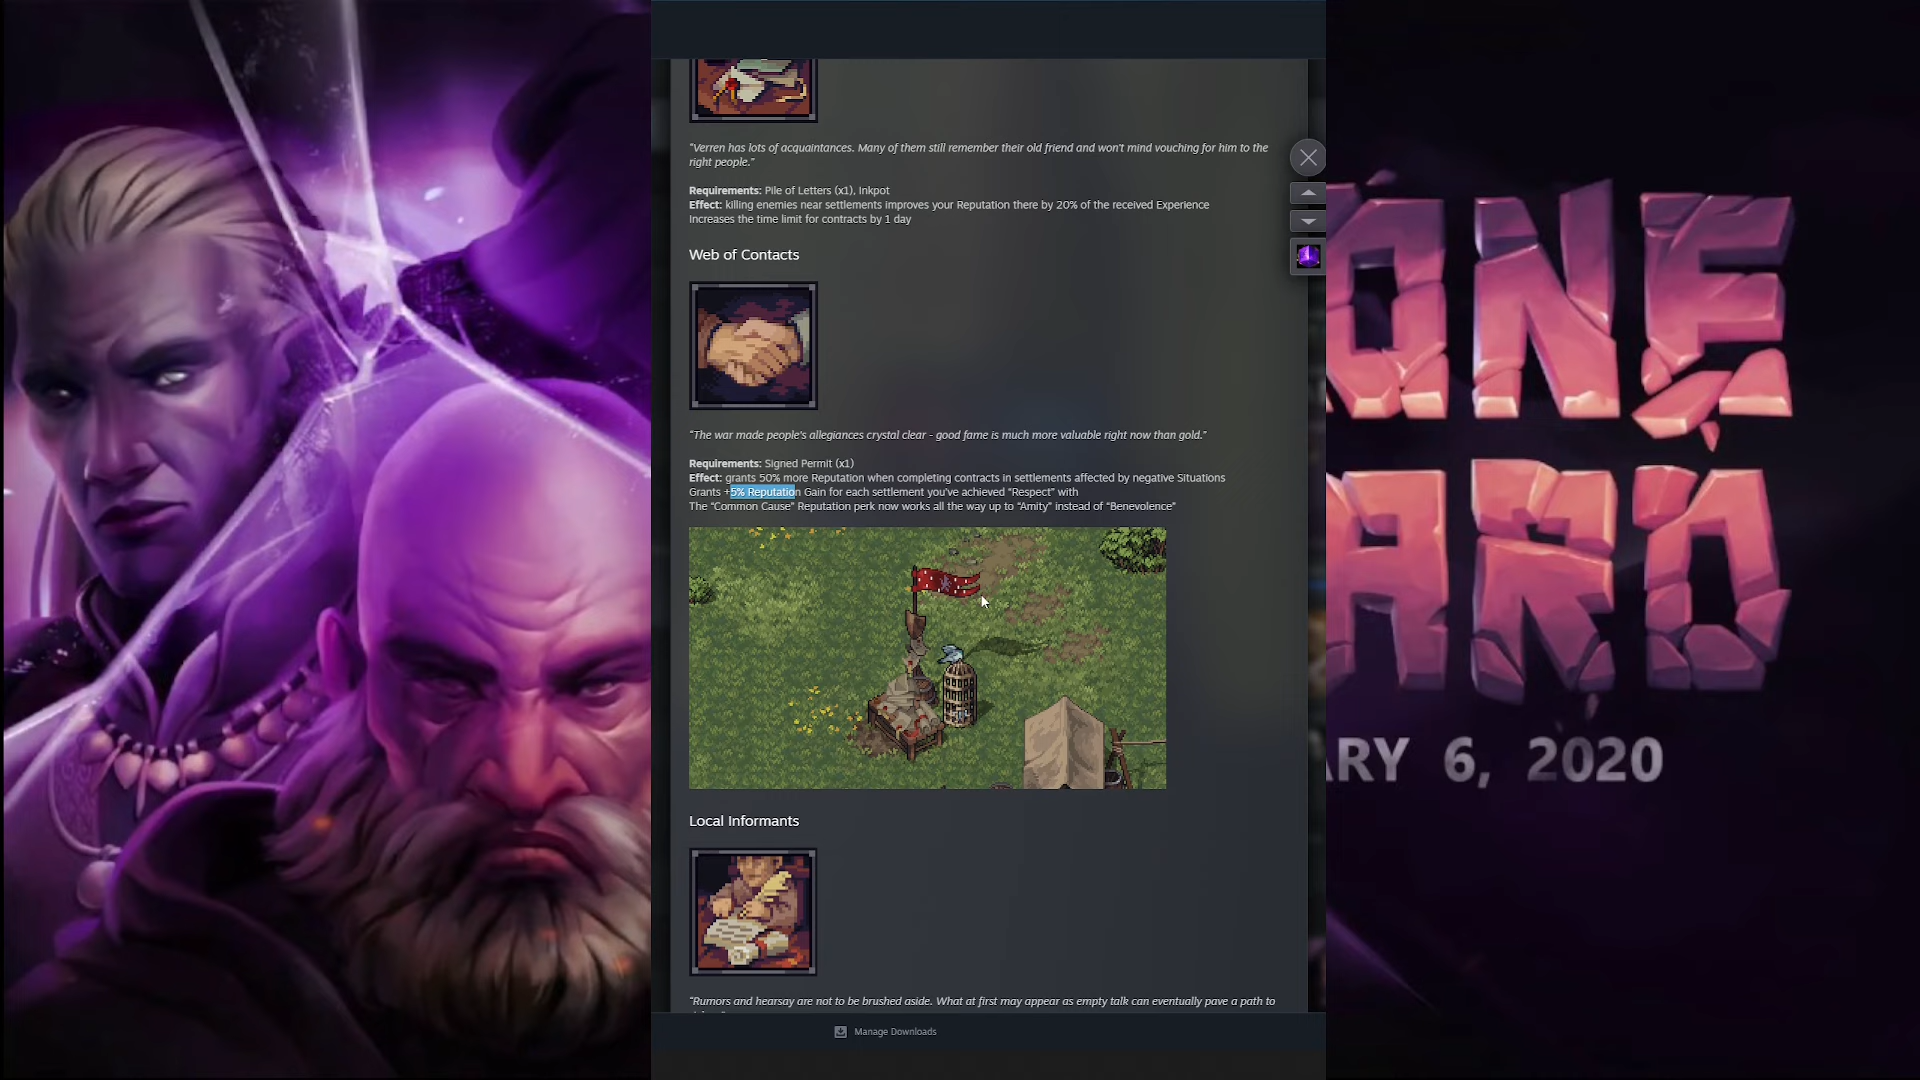 "Verren has lots of acquaintances. Many of them still remember their old friend and won't mind vouching for him to the
right people."
Requirements: Pile of Letters (x1), Inkpot
Effect: killing enemies near settlements improves your Reputation there by 20% of the received Experience
Increases the time limit for contracts by 1 day
Web of Contacts
"The war made people's allegiances crystal clear - good fame is much more valuable right now than gold."
Requirements: Signed Permit (x1)
Effect: grants 50% more Reputation when completing contracts in settlements affected by negative Situations
Grants +5% Reputation Gain for each settlement you've achieved "Respect" with
The "Common Cause" Reputation perk now works all the way up to "Amity" instead of "Benevolence"
Local Informants
"Rumors and hearsay are not to be brushed aside. What at first may appear as empty talk can eventually pave a path to
Manage Downloads
ONE
ARD
ARY 6, 2020